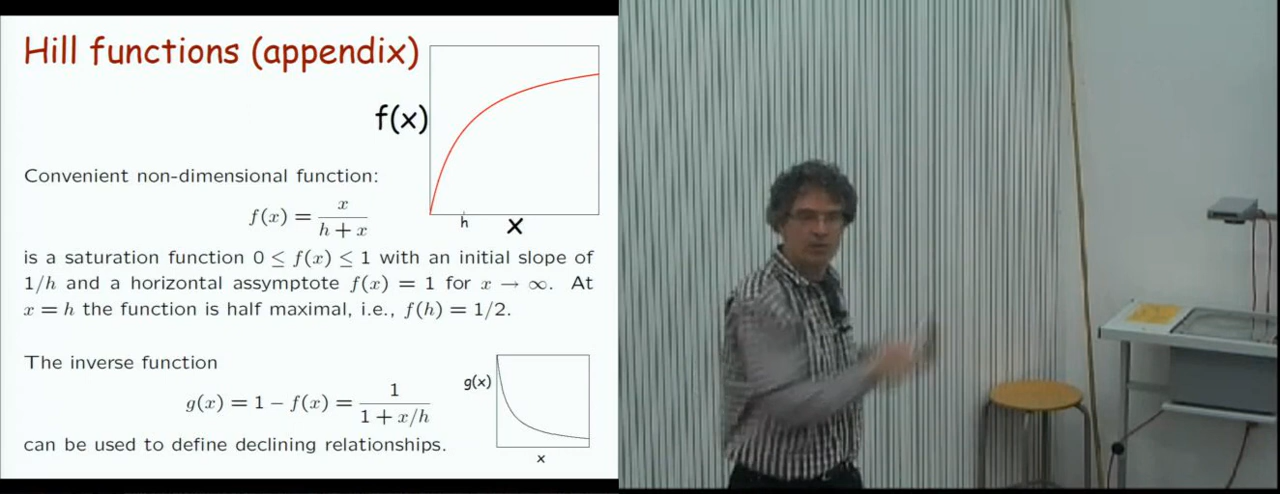 Hill functions (appendix)
f(x)
h
x
Convenient non-dimensional function:
f(x) = x / (h + x)
is a saturation function 0 ≤ f(x) ≤ 1 with an initial slope of
1/h and a horizontal assymptote f(x) = 1 for x → ∞. At
x = h the function is half maximal, i.e., f(h) = 1/2.
The inverse function
g(x) = 1 − f(x) = 1 / (1 + x/h)
can be used to define declining relationships.
g(x)
x